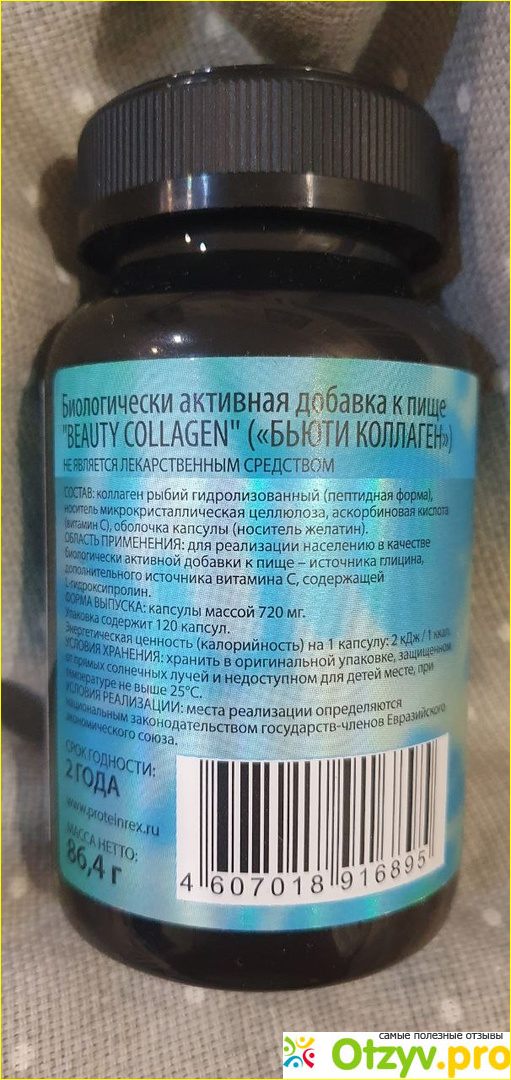 Биологически активная добавка к пище
"BEAUTY COLLAGEN" («БЬЮТИ КОЛЛАГЕН»)
НЕ ЯВЛЯЕТСЯ ЛЕКАРСТВЕННЫМ СРЕДСТВОМ
СОСТАВ: коллаген рыбий гидролизованный (пептидная форма),
носитель микрокристаллическая целлюлоза, аскорбиновая кислота
(витамин С), оболочка капсулы (носитель желатин).
ОБЛАСТЬ ПРИМЕНЕНИЯ: для реализации населению в качестве
биологически активной добавки к пище – источника глицина,
дополнительного источника витамина С, содержащей
L-гидроксипролин.
ФОРМА ВЫПУСКА: капсулы массой 720 мг.
Упаковка содержит 120 капсул.
Энергетическая ценность (калорийность) на 1 капсулу: 2 кДж / 1 ккал.
УСЛОВИЯ ХРАНЕНИЯ: хранить в оригинальной упаковке, защищённом
от прямых солнечных лучей и недоступном для детей месте, при
температуре не выше 25°С.
УСЛОВИЯ РЕАЛИЗАЦИИ: места реализации определяются
национальным законодательством государств-членов Евразийского
экономического союза.
СРОК ГОДНОСТИ:
2 ГОДА
www.proteinrex.ru
МАССА НЕТТО:
86,4 г
4 607018 916895
самые полезные отзывы
Otzyv.pro